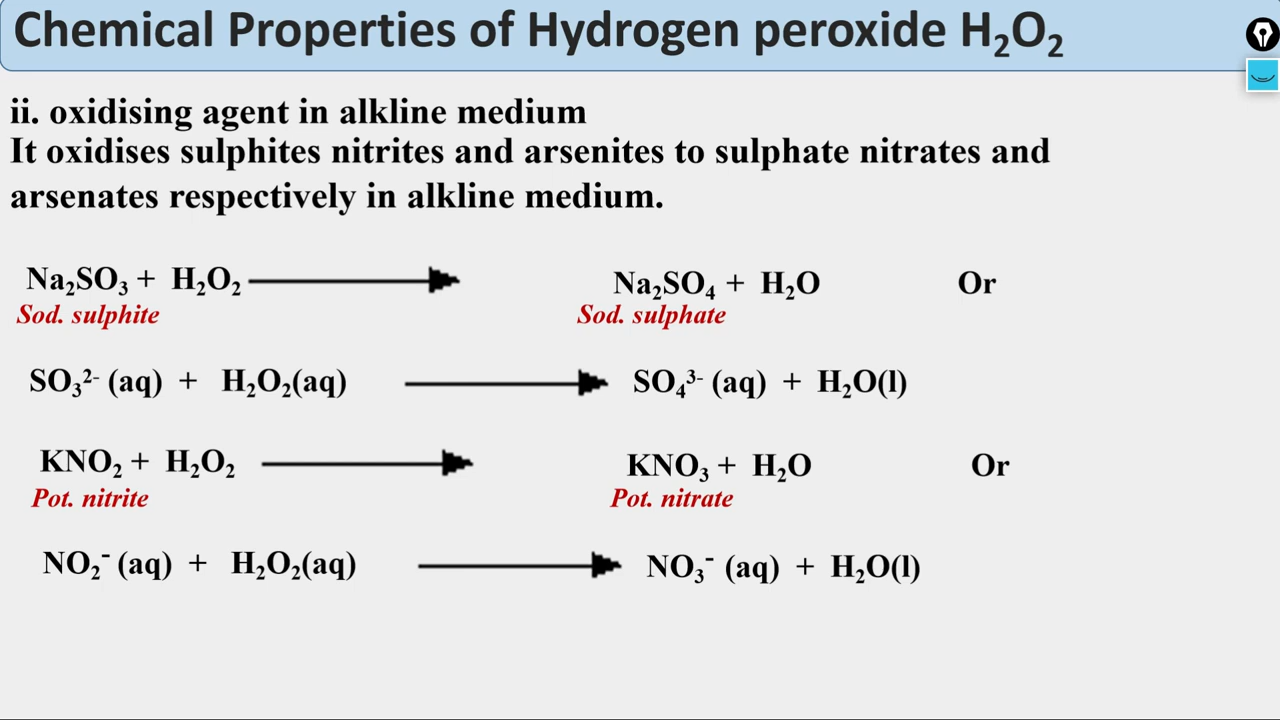 Chemical Properties of Hydrogen peroxide H₂O₂
ii. oxidising agent in alkline medium
It oxidises sulphites nitrites and arsenites to sulphate nitrates and
arsenates respectively in alkline medium.
Na₂SO₃ + H₂O₂ ⟶ Na₂SO₄ + H₂O Or
Sod. sulphite Sod. sulphate
SO₃²⁻ (aq) + H₂O₂(aq) ⟶ SO₄³⁻ (aq) + H₂O(l)
KNO₂ + H₂O₂ ⟶ KNO₃ + H₂O Or
Pot. nitrite Pot. nitrate
NO₂⁻ (aq) + H₂O₂(aq) ⟶ NO₃⁻ (aq) + H₂O(l)